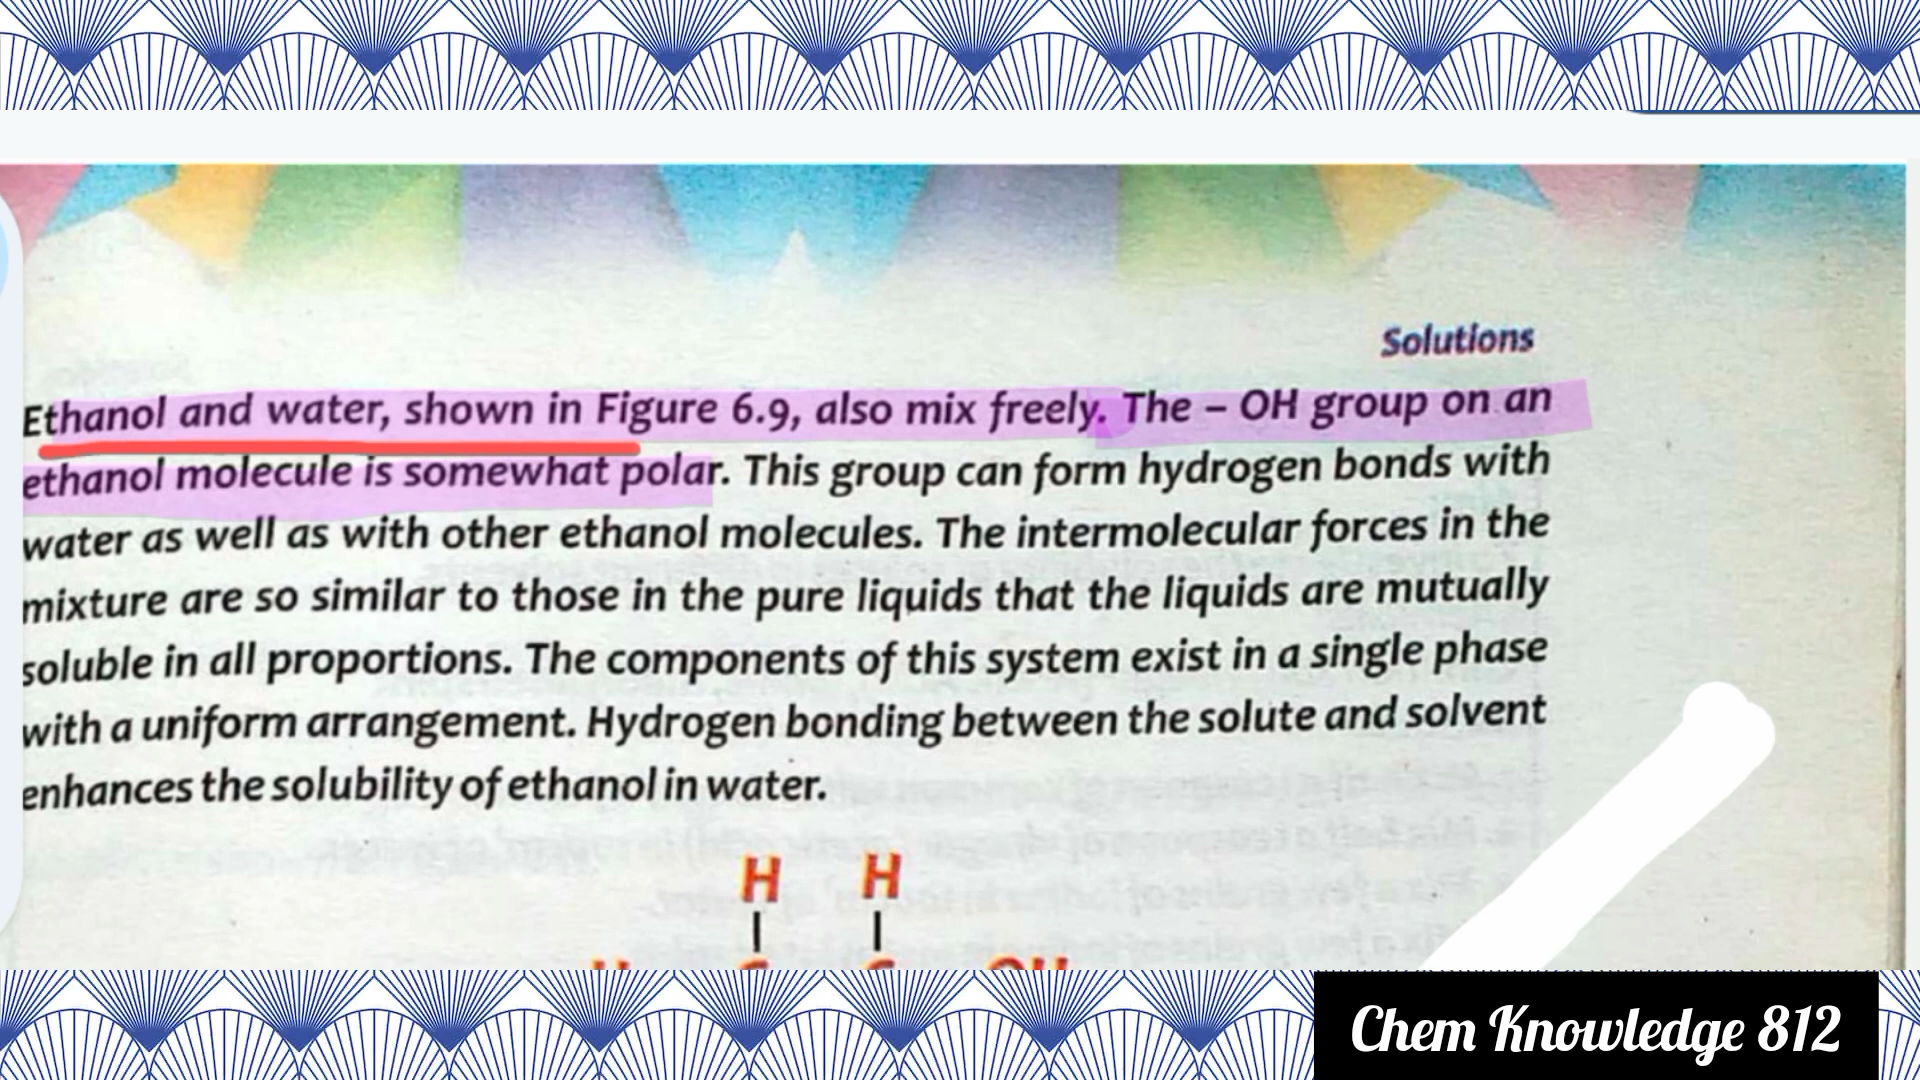 Solutions
Ethanol and water, shown in Figure 6.9, also mix freely. The – OH group on an
ethanol molecule is somewhat polar. This group can form hydrogen bonds with
water as well as with other ethanol molecules. The intermolecular forces in the
mixture are so similar to those in the pure liquids that the liquids are mutually
soluble in all proportions. The components of this system exist in a single phase
with a uniform arrangement. Hydrogen bonding between the solute and solvent
enhances the solubility of ethanol in water.
H H
Chem Knowledge 812